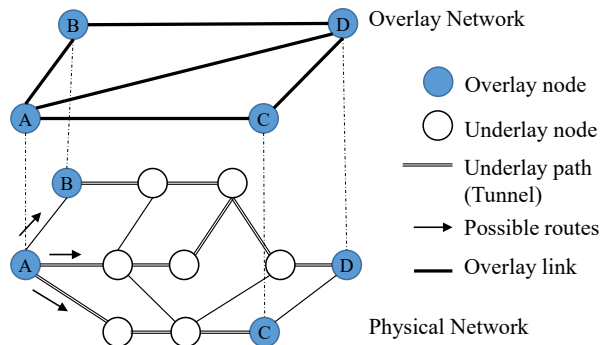 B
D
Overlay Network
A
C
Overlay node
Underlay node
Underlay path
(Tunnel)
Possible routes
Overlay link
B
A
D
C
Physical Network